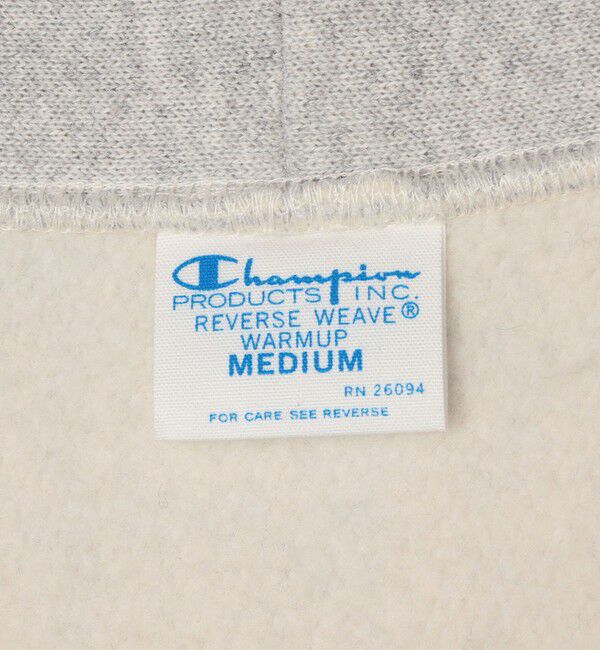 Champion
PRODUCTS INC.
REVERSE WEAVE®
WARMUP
MEDIUM
RN 26094
FOR CARE SEE REVERSE